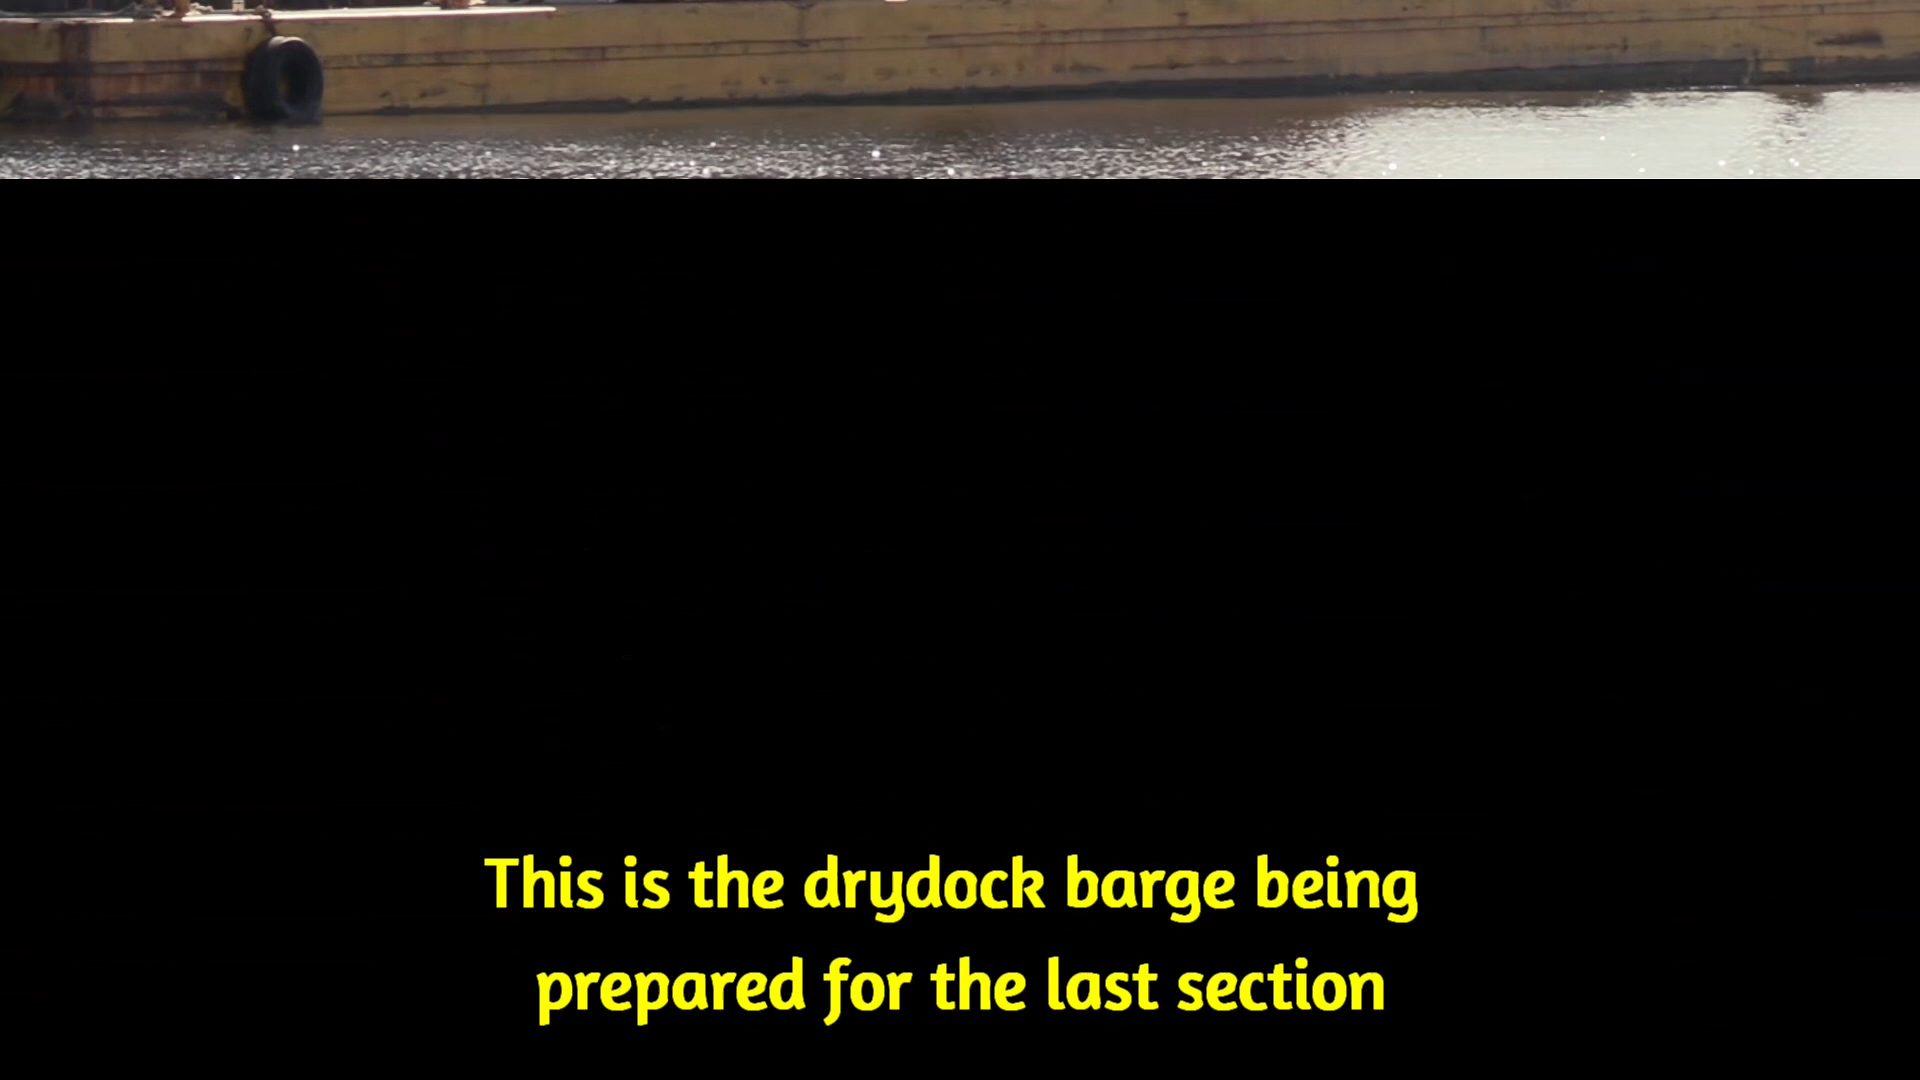 This is the drydock barge being
prepared for the last section